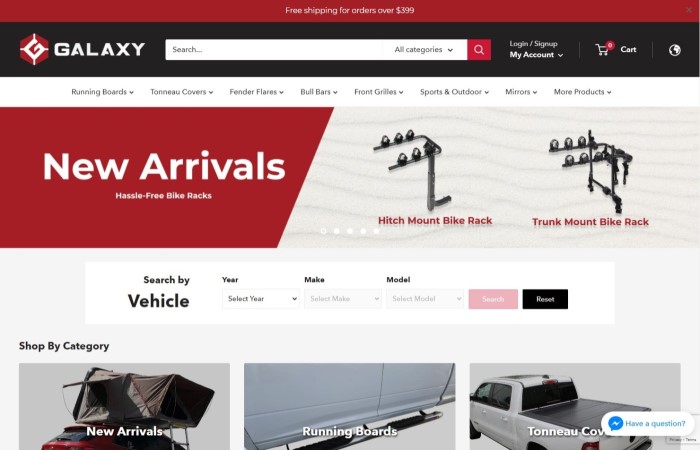 Free shipping for orders over $399
GALAXY
Search...
All categories
Login / Signup
My Account
0
Cart
Running Boards
Tonneau Covers
Fender Flares
Bull Bars
Front Grilles
Sports & Outdoor
Mirrors
More Products
New Arrivals
Hassle-Free Bike Racks
Hitch Mount Bike Rack
Trunk Mount Bike Rack
Search by
Vehicle
Year
Make
Model
Select Year
Select Make
Select Model
Search
Reset
Shop By Category
New Arrivals
Running Boards
Tonneau Cov
Have a question?
Privacy - Terms